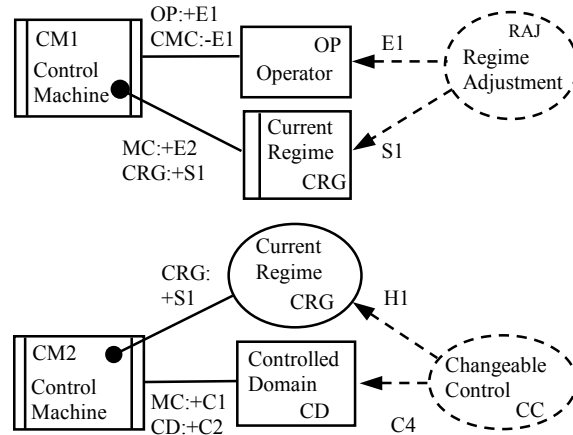 OP:+E1
CMC:-E1
CM1
Control
Machine
OP
Operator
E1
RAJ
Regime
Adjustment
MC:+E2
CRG:+S1
Current
Regime
CRG
S1
CRG:
+S1
Current
Regime
CRG
H1
CM2
Control
Machine
MC:+C1
CD:+C2
Controlled
Domain
CD
C4
Changeable
Control
CC